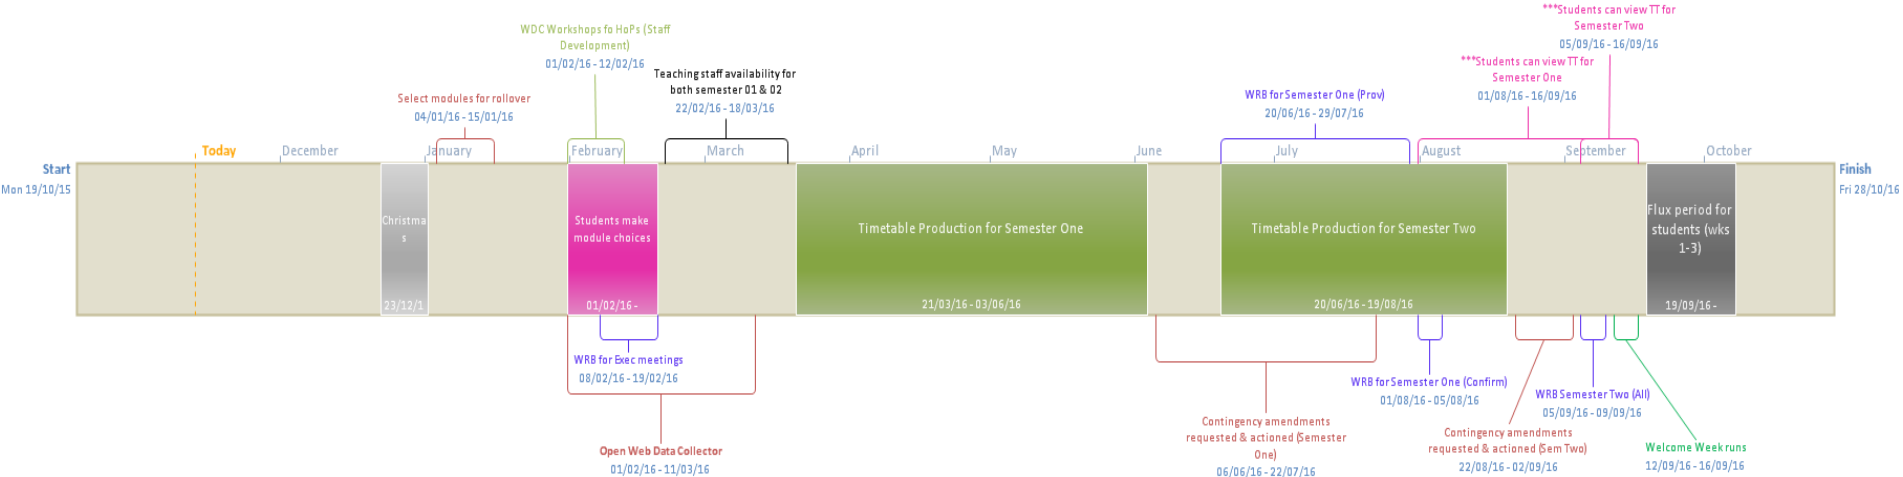 ***Students can view TT for
Semester Two
05/09/16 - 16/09/16
WDC Workshops fo HoPs (Staff
Development)
01/02/16 - 12/02/16
***Students can view TT for
Semester One
01/08/16 - 16/09/16
Teaching staff availability for
both semester 01 & 02
22/02/16 - 18/03/16
Select modules for rollover
04/01/16 - 15/01/16
WRB for Semester One (Prov)
20/06/16 - 29/07/16
Today
December
January
February
March
April
May
June
July
August
September
October
Start
Mon 19/10/15
Finish
Fri 28/10/16
Christma
s
23/12/1
Students make
module choices
01/02/16 -
Timetable Production for Semester One
21/03/16 - 03/06/16
Timetable Production for Semester Two
20/06/16 - 19/08/16
Flux period for
students (wks
1-3)
19/09/16 -
WRB for Exec meetings
08/02/16 - 19/02/16
Open Web Data Collector
01/02/16 - 11/03/16
Contingency amendments
requested & actioned (Semester
One)
06/06/16 - 22/07/16
WRB for Semester One (Confirm)
01/08/16 - 05/08/16
Contingency amendments
requested & actioned (Sem Two)
22/08/16 - 02/09/16
WRB Semester Two (All)
05/09/16 - 09/09/16
Welcome Week runs
12/09/16 - 16/09/16